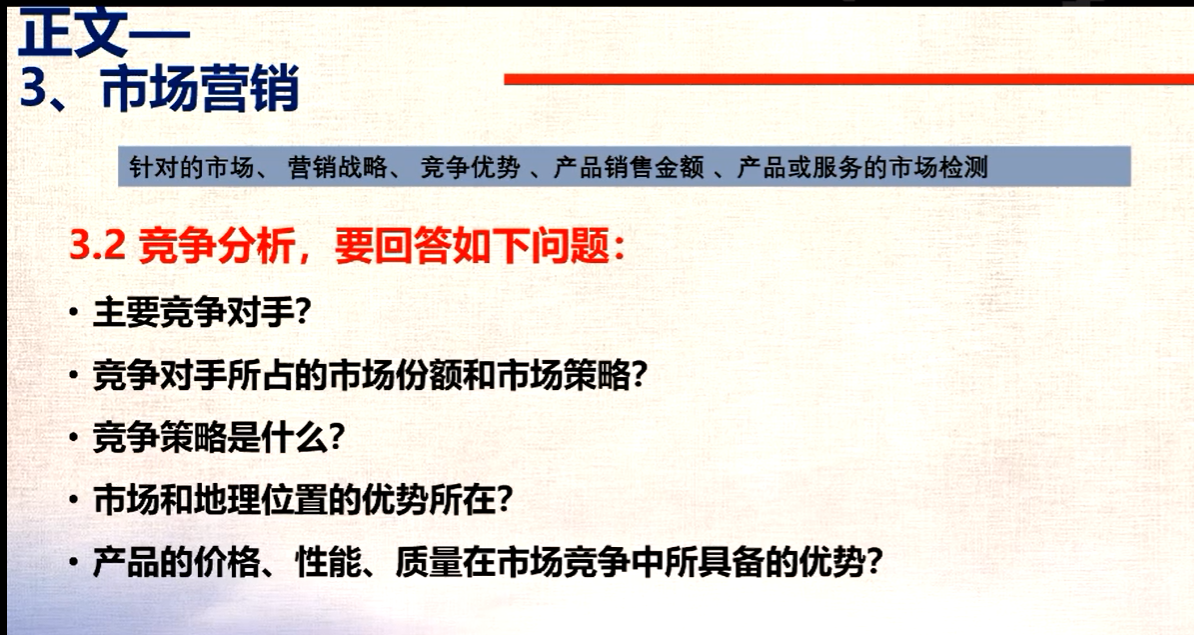 正文—
3、市场营销
针对的市场、 营销战略、 竞争优势 、产品销售金额 、产品或服务的市场检测
3.2 竞争分析，要回答如下问题：
• 主要竞争对手？
• 竞争对手所占的市场份额和市场策略？
• 竞争策略是什么？
• 市场和地理位置的优势所在？
• 产品的价格、性能、质量在市场竞争中所具备的优势？